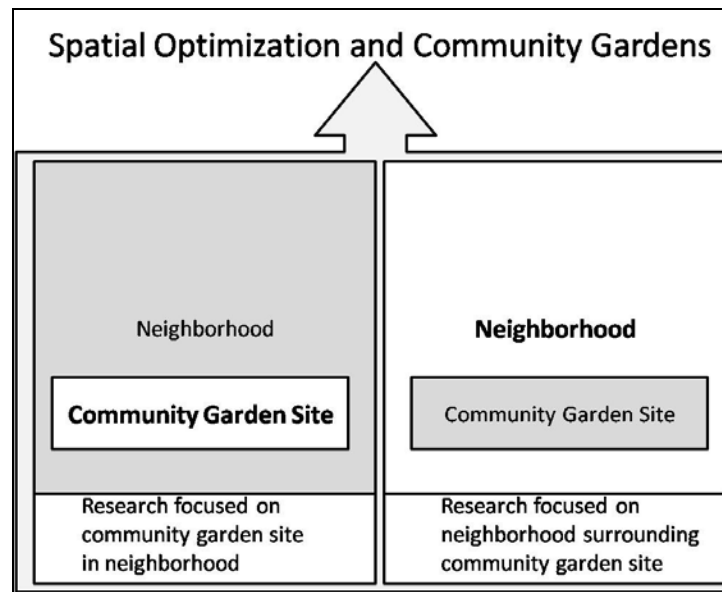 Spatial Optimization and Community Gardens
Neighborhood
Community Garden Site
Research focused on
community garden site
in neighborhood
Neighborhood
Community Garden Site
Research focused on
neighborhood surrounding
community garden site